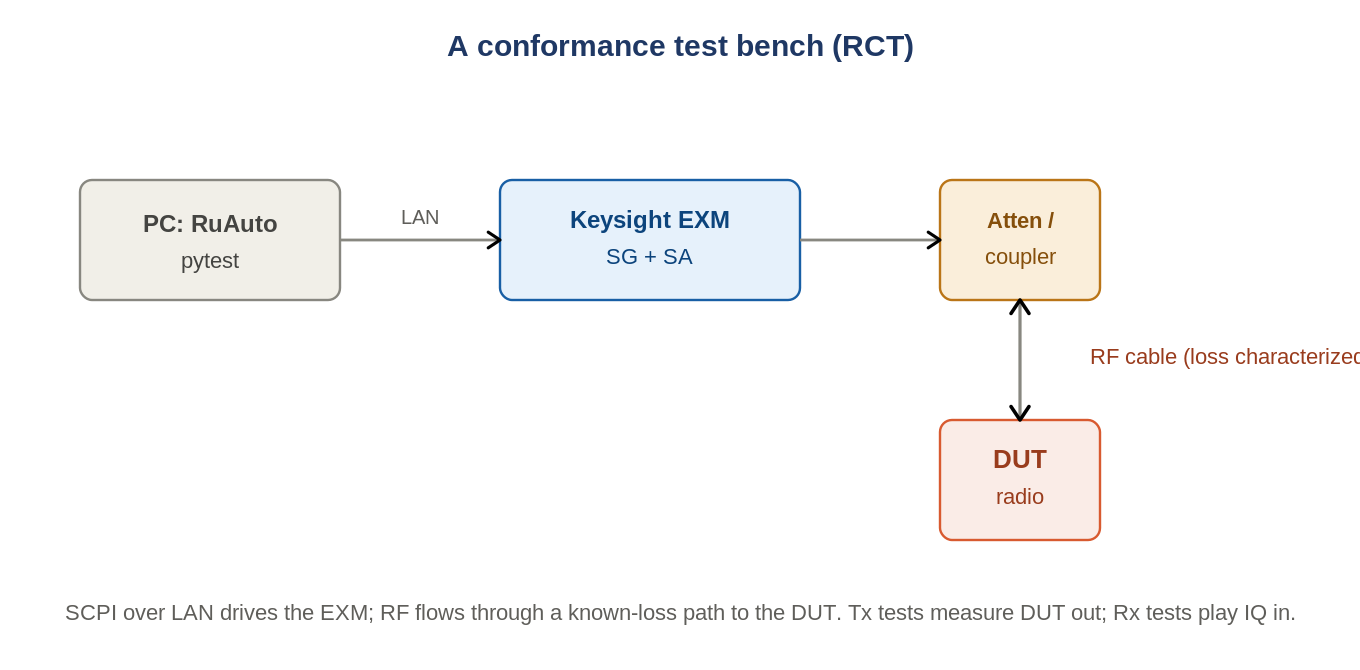 A conformance test bench (RCT)
PC: RuAuto
pytest
LAN
Keysight EXM
SG + SA
Atten /
coupler
RF cable (loss characterized
DUT
radio
SCPI over LAN drives the EXM; RF flows through a known-loss path to the DUT. Tx tests measure DUT out; Rx tests play IQ in.